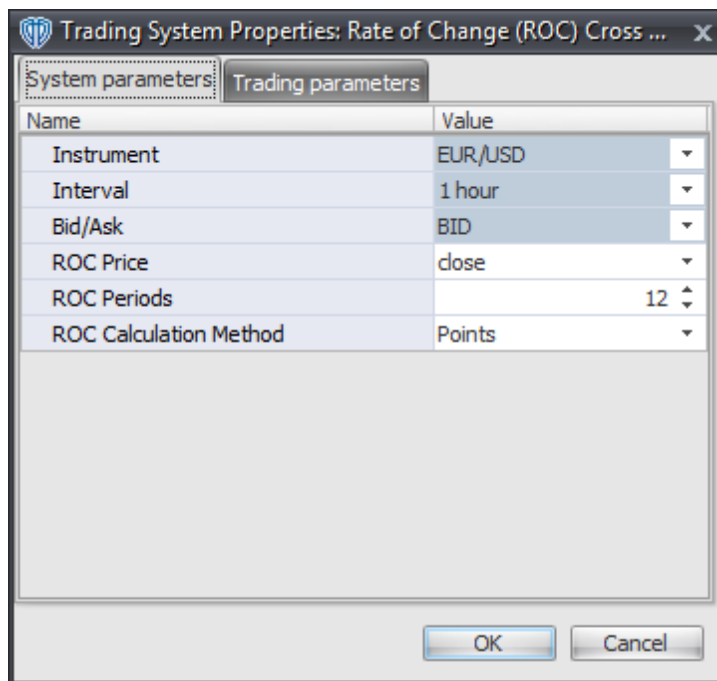 Trading System Properties: Rate of Change (ROC) Cross ... x
System parameters Trading parameters
Name Value
Instrument EUR/USD
Interval 1 hour
Bid/Ask BID
ROC Price close
ROC Periods 12
ROC Calculation Method Points
OK Cancel